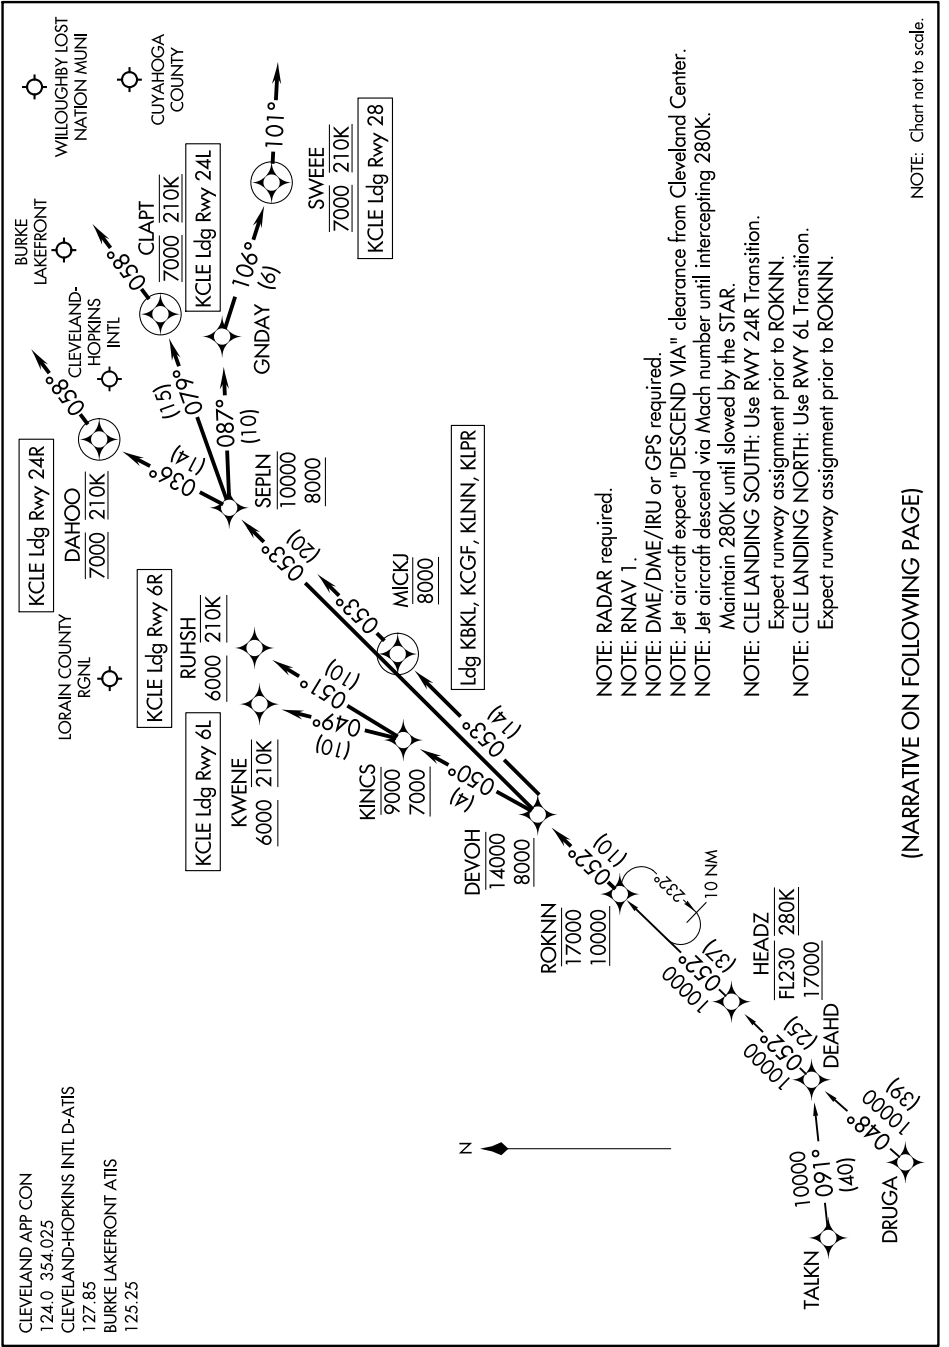 CLEVELAND APP CON
124.0 354.025
CLEVELAND-HOPKINS INTL D-ATIS
127.85
BURKE LAKEFRONT ATIS
125.25
N
TALKN
10000
091°
(40)
DRUGA
048°
10000
(39)
DEAHD
10000
052°
(25)
HEADZ
FL230 280K
17000
10000
052°
(37)
232°
10 NM
ROKNN
17000
10000
052°
(10)
DEVOH
14000
8000
050°
(4)
KINCS
9000
7000
049°
(10)
051°
(10)
KCLE Ldg Rwy 6L
KWENE
6000 210K
KCLE Ldg Rwy 6R
RUHSH
6000 210K
LORAIN COUNTY
RGNL
053°
(14)
MICKJ
8000
Ldg KBKL, KCGF, KLNN, KLPR
053°
053°
(20)
SEPLN
10000
8000
036°
(14)
KCLE Ldg Rwy 24R
DAHOO
7000 210K
058°
CLEVELAND-
HOPKINS
INTL
079°
(15)
CLAPT
7000 210K
KCLE Ldg Rwy 24L
058°
BURKE
LAKEFRONT
087°
(10)
GNDAY
106°
(6)
SWEEE
7000 210K
KCLE Ldg Rwy 28
101°
WILLOUGHBY LOST
NATION MUNI
CUYAHOGA
COUNTY
NOTE: RADAR required.
NOTE: RNAV 1.
NOTE: DME/DME/IRU or GPS required.
NOTE: Jet aircraft expect "DESCEND VIA" clearance from Cleveland Center.
NOTE: Jet aircraft descend via Mach number until intercepting 280K.
Maintain 280K until slowed by the STAR.
NOTE: CLE LANDING SOUTH: Use RWY 24R Transition.
Expect runway assignment prior to ROKNN.
NOTE: CLE LANDING NORTH: Use RWY 6L Transition.
Expect runway assignment prior to ROKNN.
(NARRATIVE ON FOLLOWING PAGE)
NOTE: Chart not to scale.